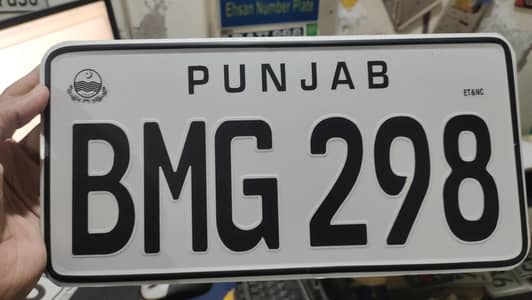 Ehsan Number Plate
PUNJAB
ET&NC
BMG 298